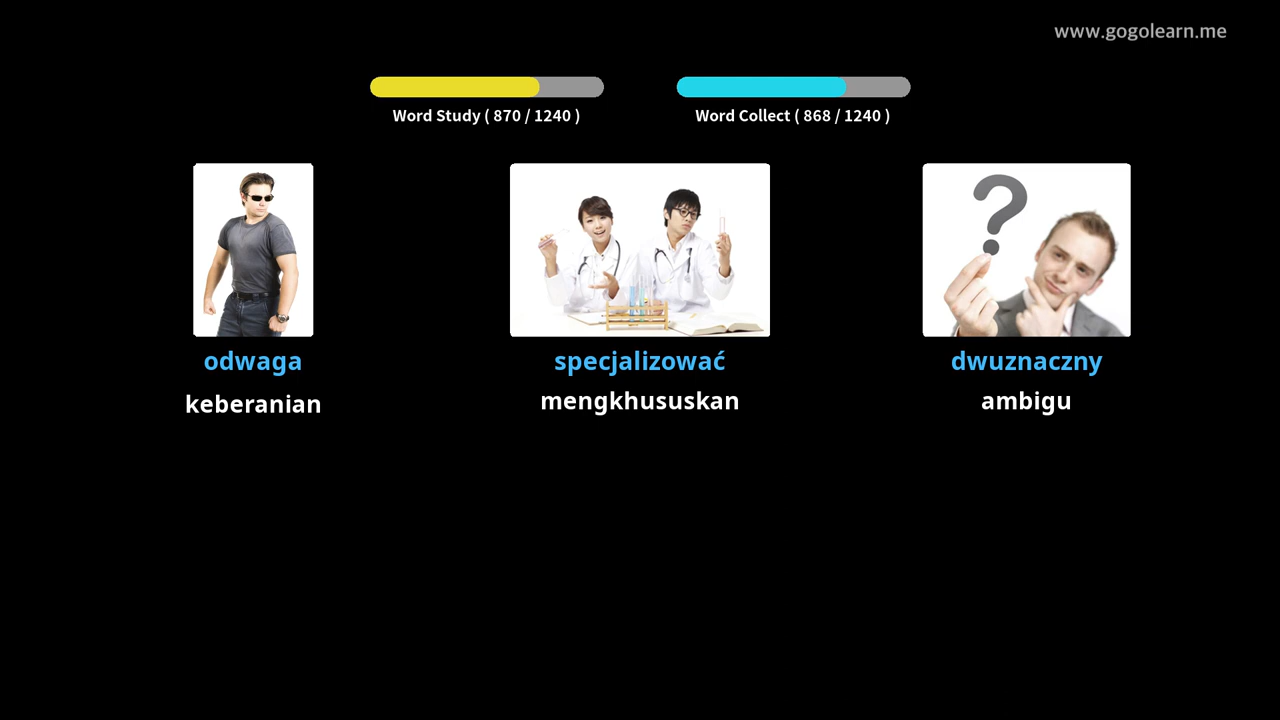 www.gogolearn.me
Word Study ( 870 / 1240 )
Word Collect ( 868 / 1240 )
odwaga
keberanian
specjalizować
mengkhususkan
dwuznaczny
ambigu